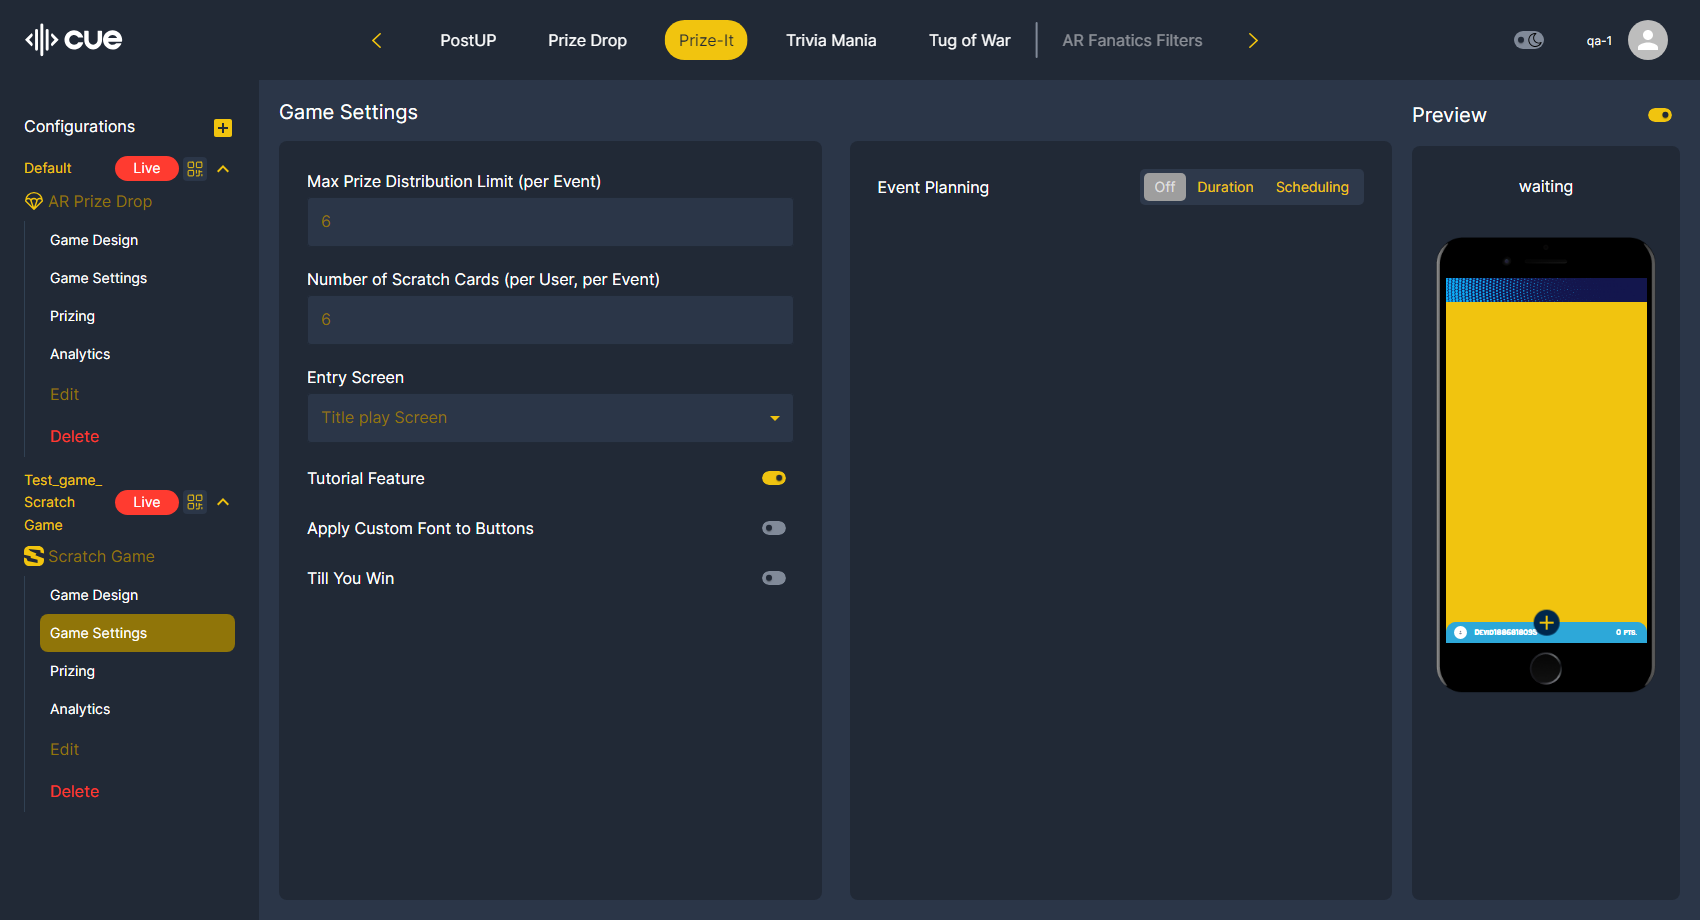 cue
PostUP
Prize Drop
Prize-It
Trivia Mania
Tug of War
AR Fanatics Filters
qa-1
Configurations
Default
Live
AR Prize Drop
Game Design
Game Settings
Prizing
Analytics
Edit
Delete
Test_game_
Scratch
Game
Live
Scratch Game
Game Design
Game Settings
Prizing
Analytics
Edit
Delete
Game Settings
Max Prize Distribution Limit (per Event)
6
Number of Scratch Cards (per User, per Event)
6
Entry Screen
Title play Screen
Tutorial Feature
Apply Custom Font to Buttons
Till You Win
Event Planning
Off
Duration
Scheduling
Preview
waiting
0 PTS.